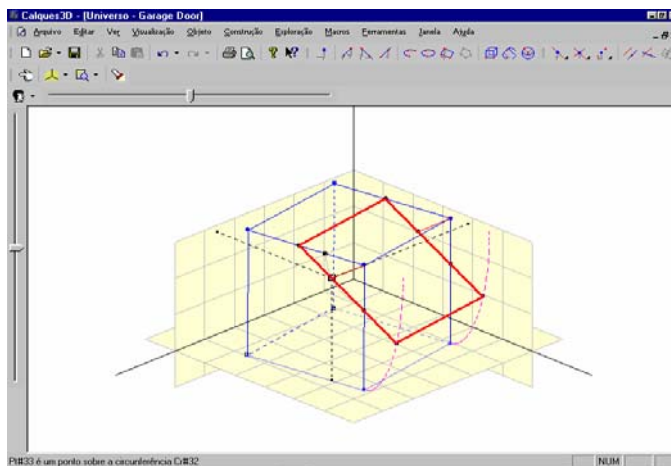 Calques3D - [Universo - Garage Door]
Arquivo Editar Ver Visualização Objeto Construção Exploração Macros Ferramentas Janela Ajuda
Pt#33 é um ponto sobre a circunferência Cr#32
NUM